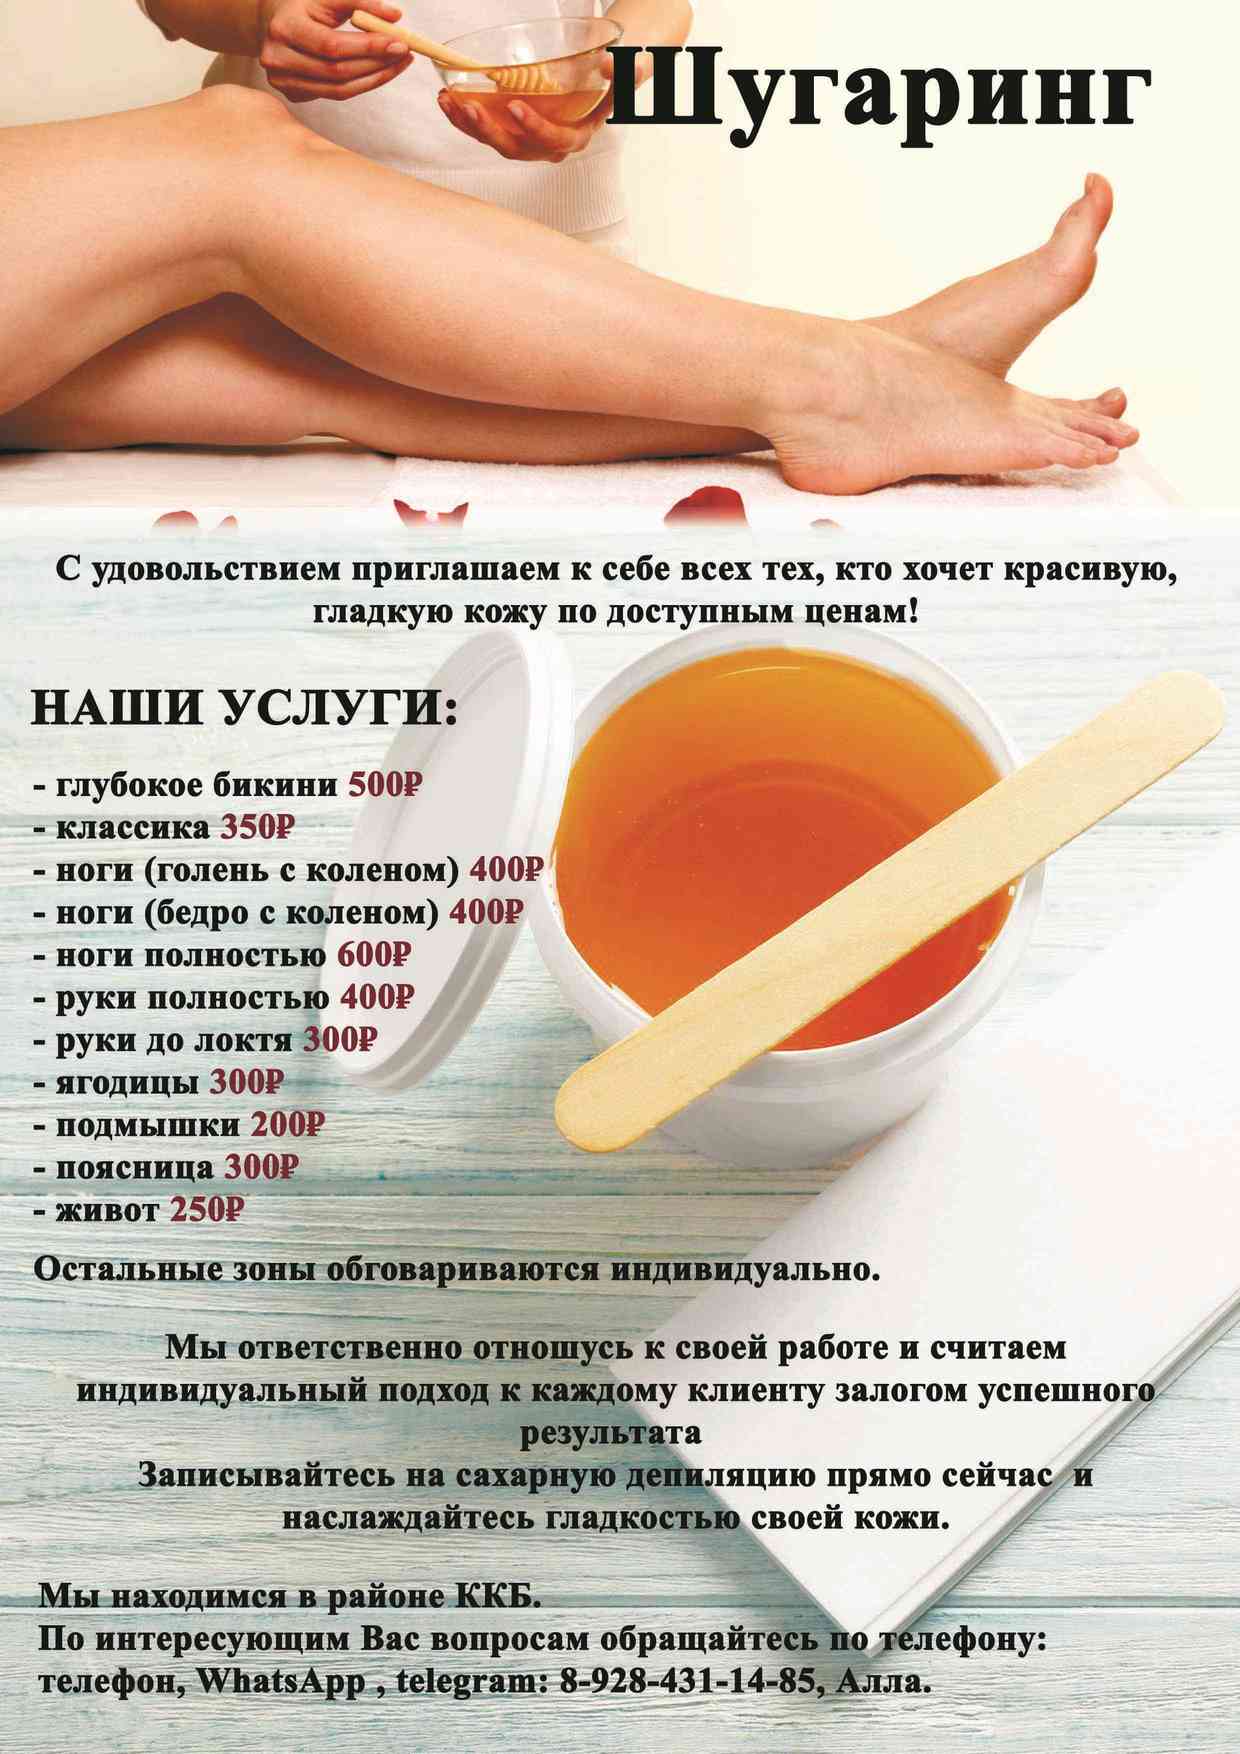 Шугаринг
С удовольствием приглашаем к себе всех тех, кто хочет красивую,
гладкую кожу по доступным ценам!
НАШИ УСЛУГИ:
- глубокое бикини 500₽
- классика 350₽
- ноги (голень с коленом) 400₽
- ноги (бедро с коленом) 400₽
- ноги полностью 600₽
- руки полностью 400₽
- руки до локтя 300₽
- ягодицы 300₽
- подмышки 200₽
- поясница 300₽
- живот 250₽
Остальные зоны обговариваются индивидуально.
Мы ответственно отношусь к своей работе и считаем
индивидуальный подход к каждому клиенту залогом успешного
результата
Записывайтесь на сахарную депиляцию прямо сейчас  и
наслаждайтесь гладкостью своей кожи.
Мы находимся в районе ККБ.
По интересующим Вас вопросам обращайтесь по телефону:
телефон, WhatsApp , telegram: 8-928-431-14-85, Алла.